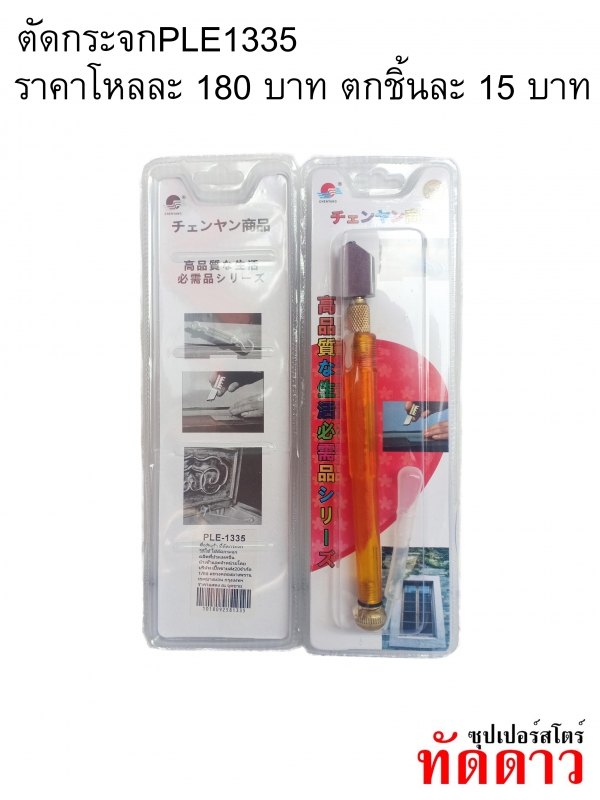 ตัดกระจกPLE1335
ราคาโหลละ 180 บาท ตกชิ้นละ 15 บาท
チェンヤン商品
高品質な生活
必需品シリーズ
PLE-1335
チェンヤン商
高品質な生活必需品シリーズ
ซุปเปอร์สโตร์
ทัดดาว